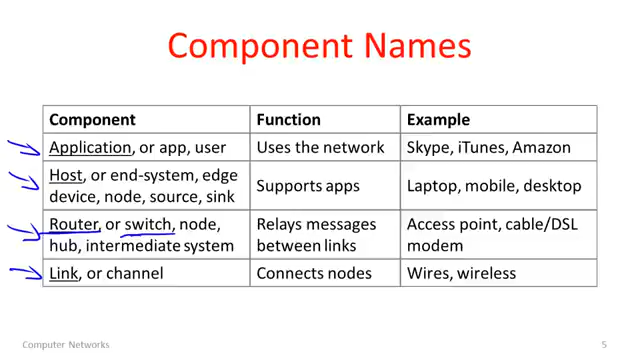 Component Names
Component Function Example
Application, or app, user Uses the network Skype, iTunes, Amazon
Host, or end-system, edge
device, node, source, sink
Supports apps Laptop, mobile, desktop
Router, or switch, node,
hub, intermediate system
Relays messages
between links
Access point, cable/DSL
modem
Link, or channel Connects nodes Wires, wireless
Computer Networks 5